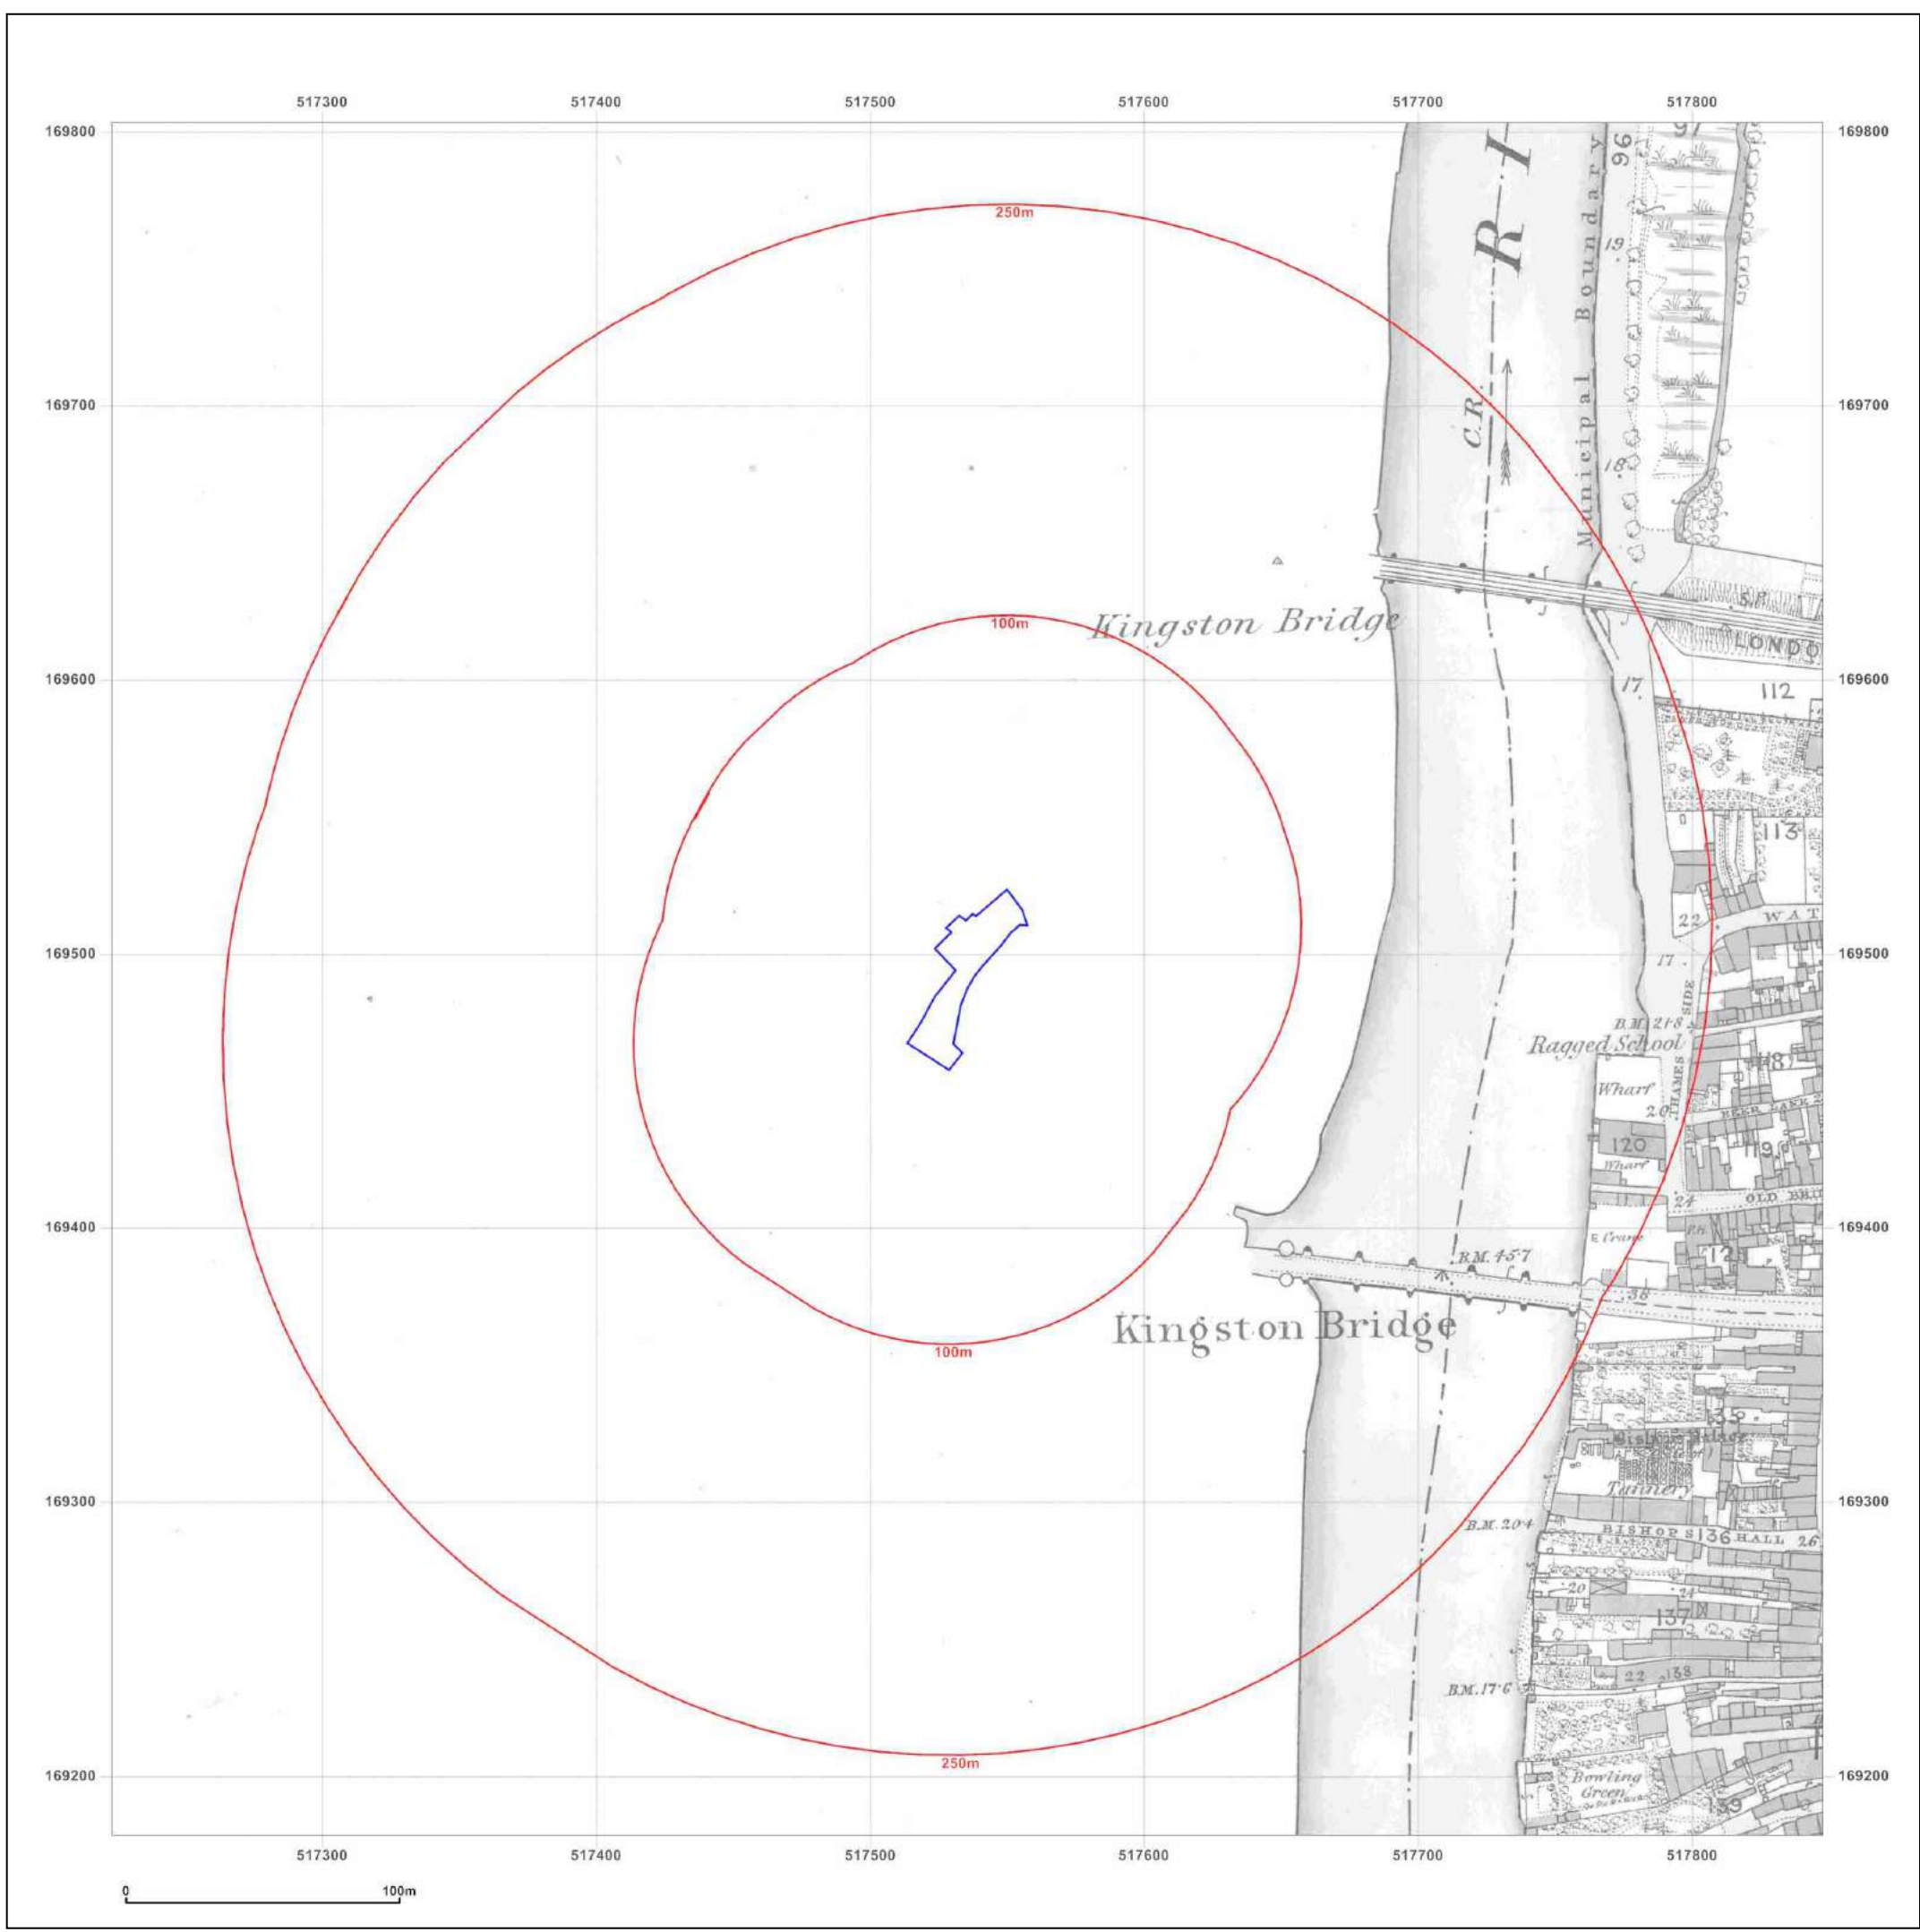 517300 517400 517500 517600 517700 517800
169800 169800
R I
Municipal Boundary
96
97
250m
19
169700 169700
C.R.
18
Kingston Bridge
100m
S.P.
LONDO
169600 169600
17
112
113
22
WAT
169500 169500
17
B.M. 21.8
THAMES SIDE
Ragged School
118
Wharf
20
120
119
Wharf
24
OLD BRI
169400 169400
Crane
P.H.
B.M. 45.7
38
Kingston Bridge
100m
135
Tannery
169300 169300
B.M. 20.4
BISHOPS 136 HALL 26
20
24
137
22 138
B.M. 17.6
250m
169200 169200
Bowling
Green
139
517300 517400 517500 517600 517700 517800
0 100m